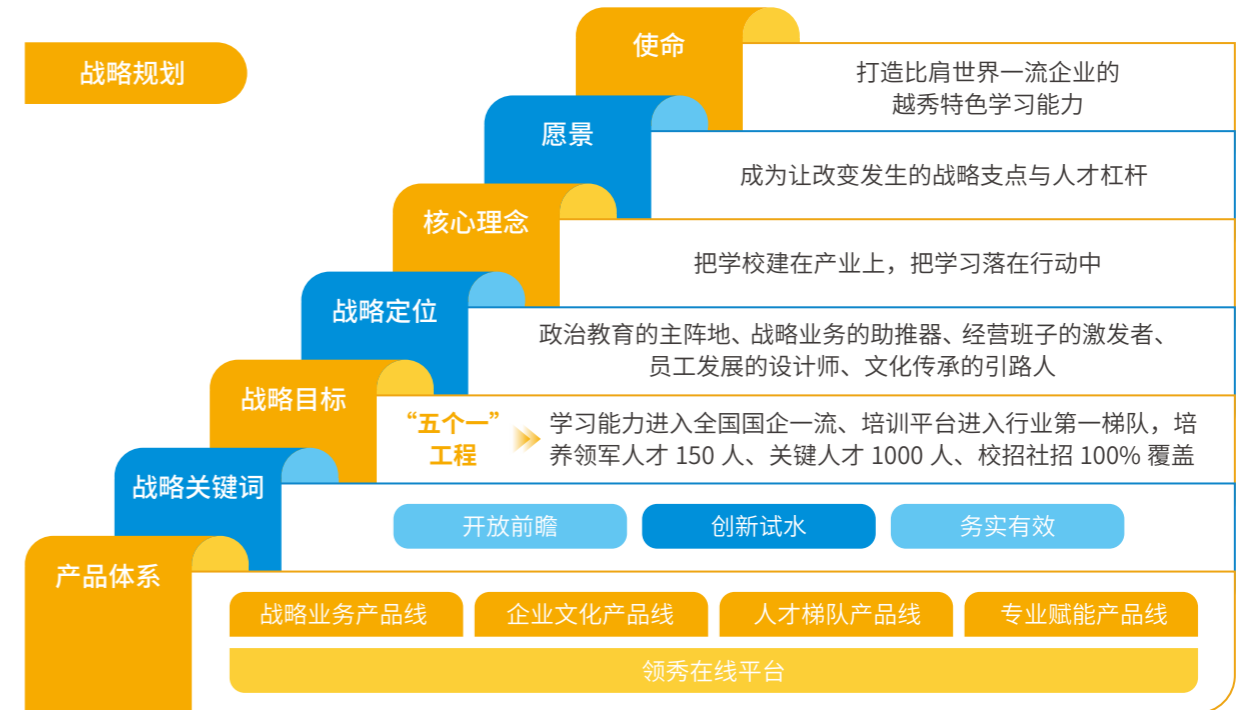 战略规划
使命
打造比肩世界一流企业的
越秀特色学习能力
愿景
成为让改变发生的战略支点与人才杠杆
核心理念
把学校建在产业上，把学习落在行动中
战略定位
政治教育的主阵地、战略业务的助推器、经营班子的激发者、
员工发展的设计师、文化传承的引路人
战略目标
“五个一”
工程
学习能力进入全国国企一流、培训平台进入行业第一梯队，培
养领军人才 150 人、关键人才 1000 人、校招社招 100% 覆盖
战略关键词
开放前瞻
创新试水
务实有效
产品体系
战略业务产品线
企业文化产品线
人才梯队产品线
专业赋能产品线
领秀在线平台